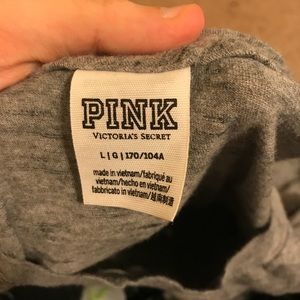 PINK
VICTORIA'S SECRET
L | G | 170/104A
made in vietnam/fabriqué au
vietnam/hecho en vietnam/
fabbricato in vietnam/越南制造